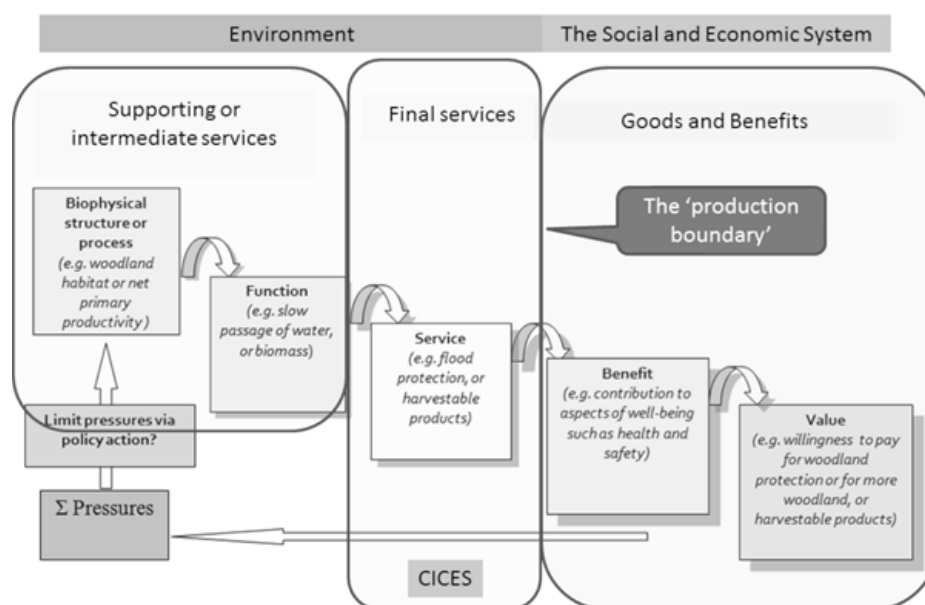 Environment
The Social and Economic System
Supporting or
intermediate services
Final services
Goods and Benefits
The 'production
boundary'
Biophysical
structure or
process
(e.g. woodland
habitat or net
primary
productivity )
Function
(e.g. slow
passage of water,
or biomass)
Service
(e.g. flood
protection, or
harvestable
products)
Benefit
(e.g. contribution to
aspects of well-being
such as health and
safety)
Value
(e.g. willingness to pay
for woodland
protection or for more
woodland, or
harvestable products)
Limit pressures via
policy action?
Σ Pressures
CICES